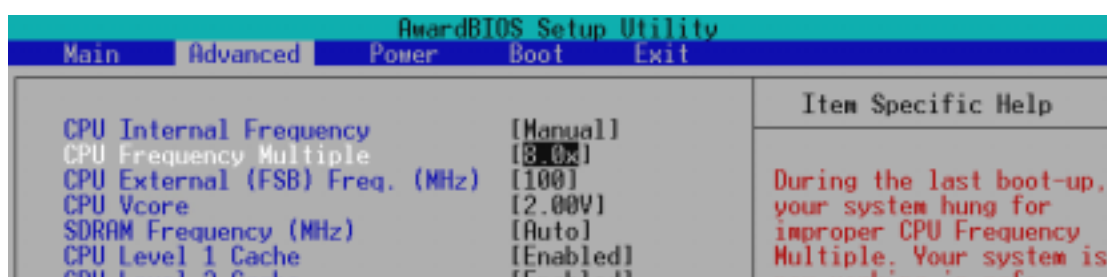 AwardBIOS Setup Utility
Main Advanced Power Boot Exit
Item Specific Help
CPU Internal Frequency [Manual]
CPU Frequency Multiple [8.0x]
CPU External (FSB) Freq. (MHz) [100]
CPU Vcore [2.00V]
SDRAM Frequency (MHz) [Auto]
CPU Level 1 Cache [Enabled]
During the last boot-up,
your system hung for
improper CPU Frequency
Multiple. Your system is